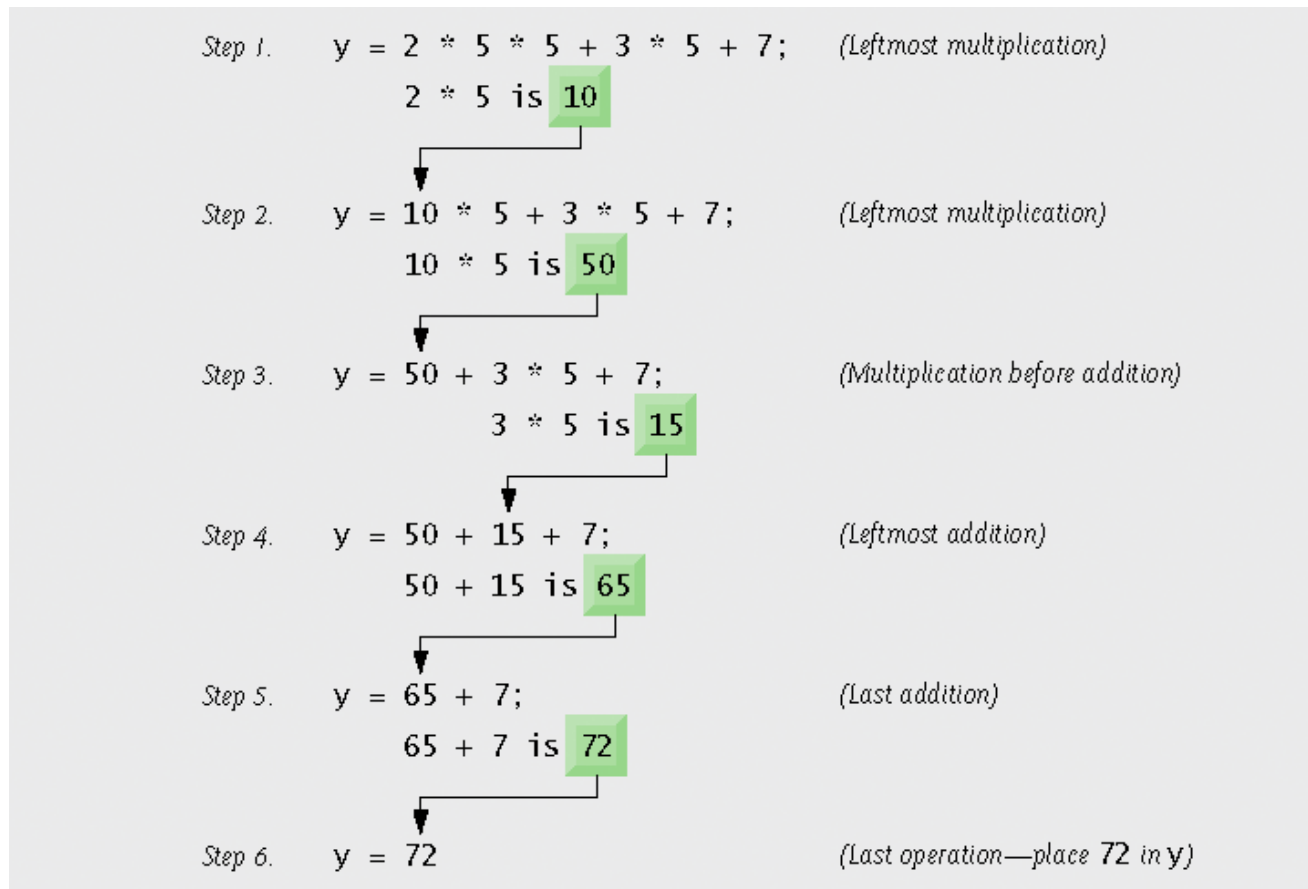 Step 1. y = 2 * 5 * 5 + 3 * 5 + 7; (Leftmost multiplication)
2 * 5 is 10
Step 2. y = 10 * 5 + 3 * 5 + 7; (Leftmost multiplication)
10 * 5 is 50
Step 3. y = 50 + 3 * 5 + 7; (Multiplication before addition)
3 * 5 is 15
Step 4. y = 50 + 15 + 7; (Leftmost addition)
50 + 15 is 65
Step 5. y = 65 + 7; (Last addition)
65 + 7 is 72
Step 6. y = 72 (Last operation—place 72 in y)